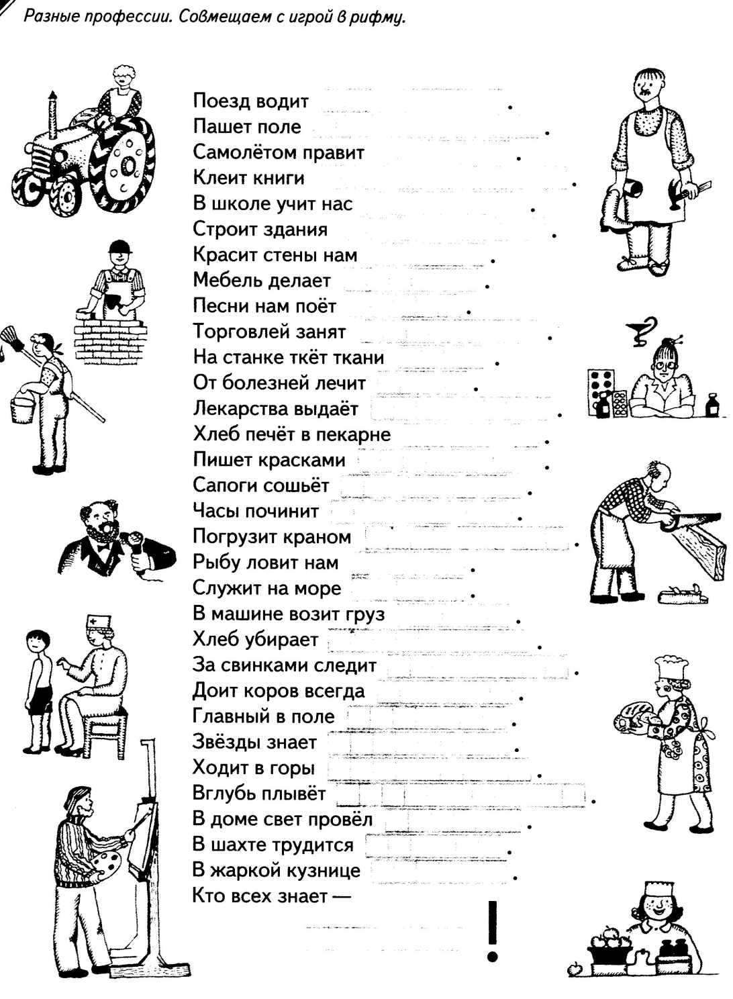 Разные профессии. Совмещаем с игрой в рифму.
Поезд водит .
Пашет поле .
Самолётом правит .
Клеит книги .
В школе учит нас .
Строит здания .
Красит стены нам .
Мебель делает .
Песни нам поёт .
Торговлей занят .
На станке ткёт ткани .
От болезней лечит .
Лекарства выдаёт .
Хлеб печёт в пекарне .
Пишет красками .
Сапоги сошьёт .
Часы починит .
Погрузит краном .
Рыбу ловит нам .
Служит на море .
В машине возит груз .
Хлеб убирает .
За свинками следит .
Доит коров всегда .
Главный в поле .
Звёзды знает .
Ходит в горы .
Вглубь плывёт .
В доме свет провёл .
В шахте трудится .
В жаркой кузнице .
Кто всех знает —
!